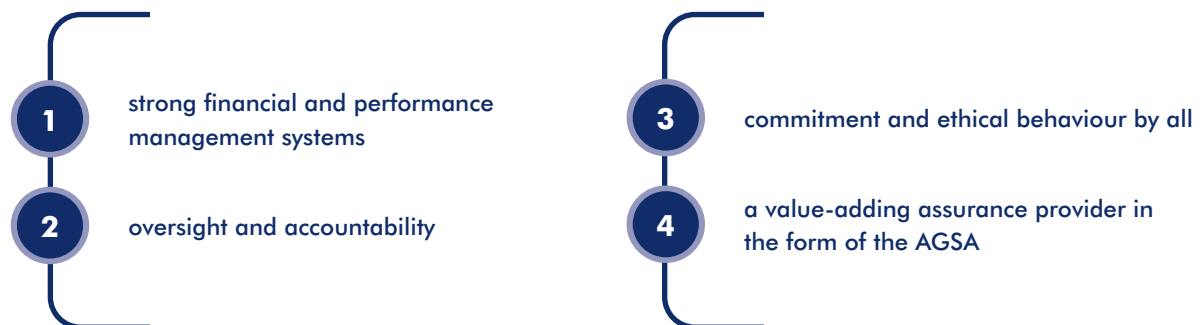 1
strong financial and performance
management systems
2
oversight and accountability
3
commitment and ethical behaviour by all
4
a value-adding assurance provider in
the form of the AGSA